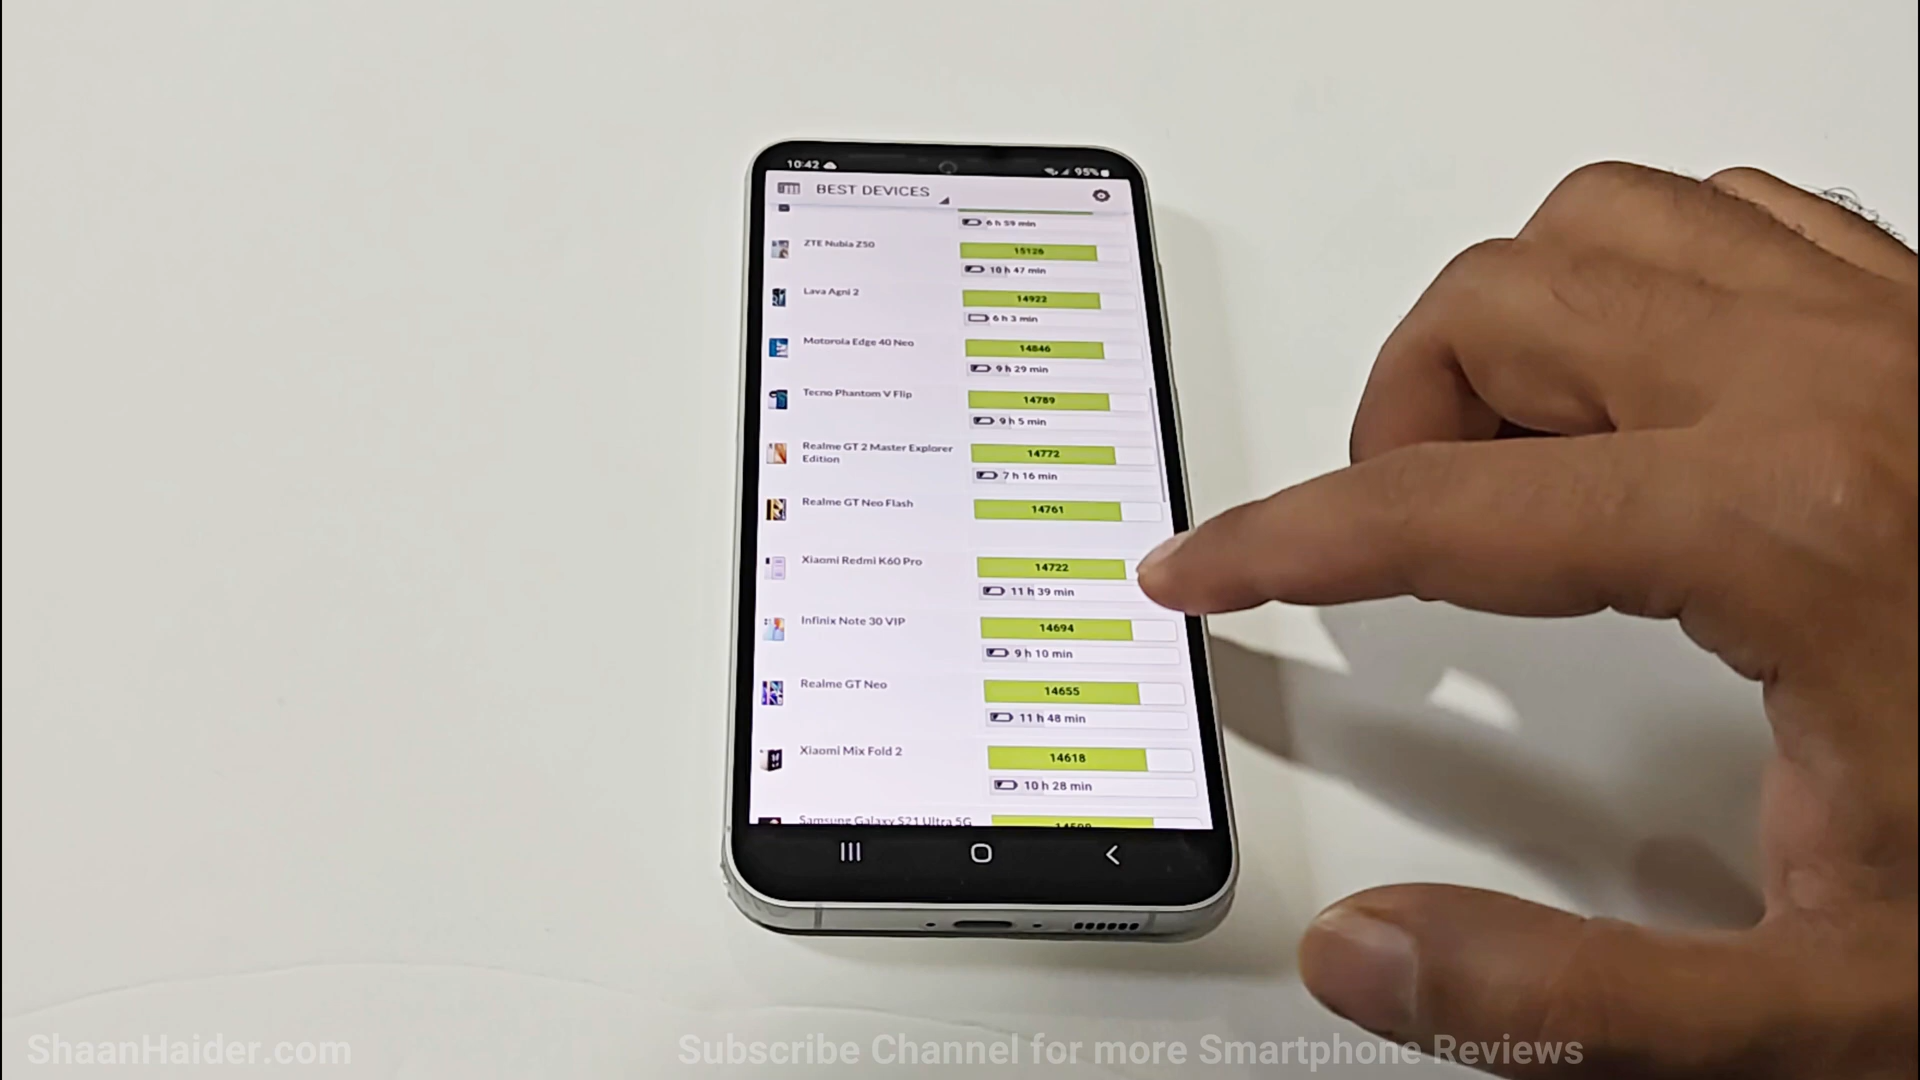 10:42
95%
BEST DEVICES
6 h 59 min
ZTE Nubia Z50
15126
10 h 47 min
Lava Agni 2
14922
6 h 3 min
Motorola Edge 40 Neo
14846
9 h 29 min
Tecno Phantom V Flip
14789
9 h 5 min
Realme GT 2 Master Explorer
Edition
14772
7 h 16 min
Realme GT Neo Flash
14761
Xiaomi Redmi K60 Pro
14722
11 h 39 min
Infinix Note 30 VIP
14694
9 h 10 min
Realme GT Neo
14655
11 h 48 min
Xiaomi Mix Fold 2
14618
10 h 28 min
Samsung Galaxy S21 Ultra 5G
ShaanHaider.com
Subscribe Channel for more Smartphone Reviews